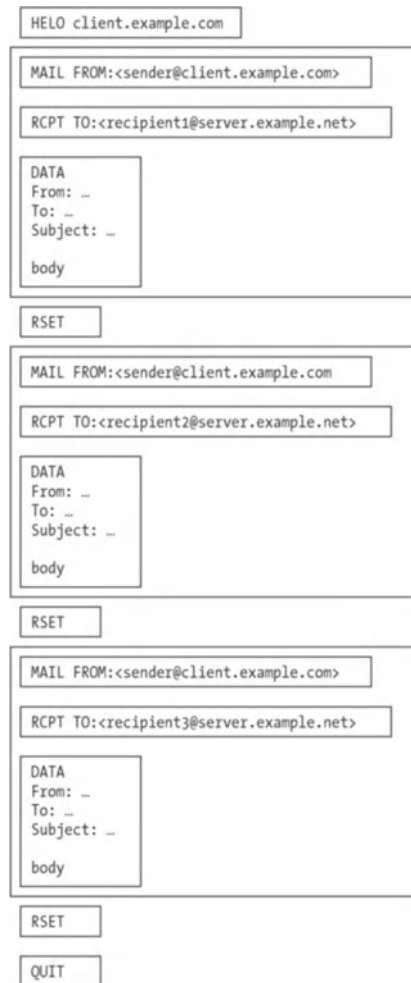 HELO client.example.com
MAIL FROM:<sender@client.example.com>
RCPT TO:<recipient1@server.example.net>
DATA
From: …
To: …
Subject: …
body
RSET
MAIL FROM:<sender@client.example.com
RCPT TO:<recipient2@server.example.net>
DATA
From: …
To: …
Subject: …
body
RSET
MAIL FROM:<sender@client.example.com>
RCPT TO:<recipient3@server.example.net>
DATA
From: …
To: …
Subject: …
body
RSET
QUIT